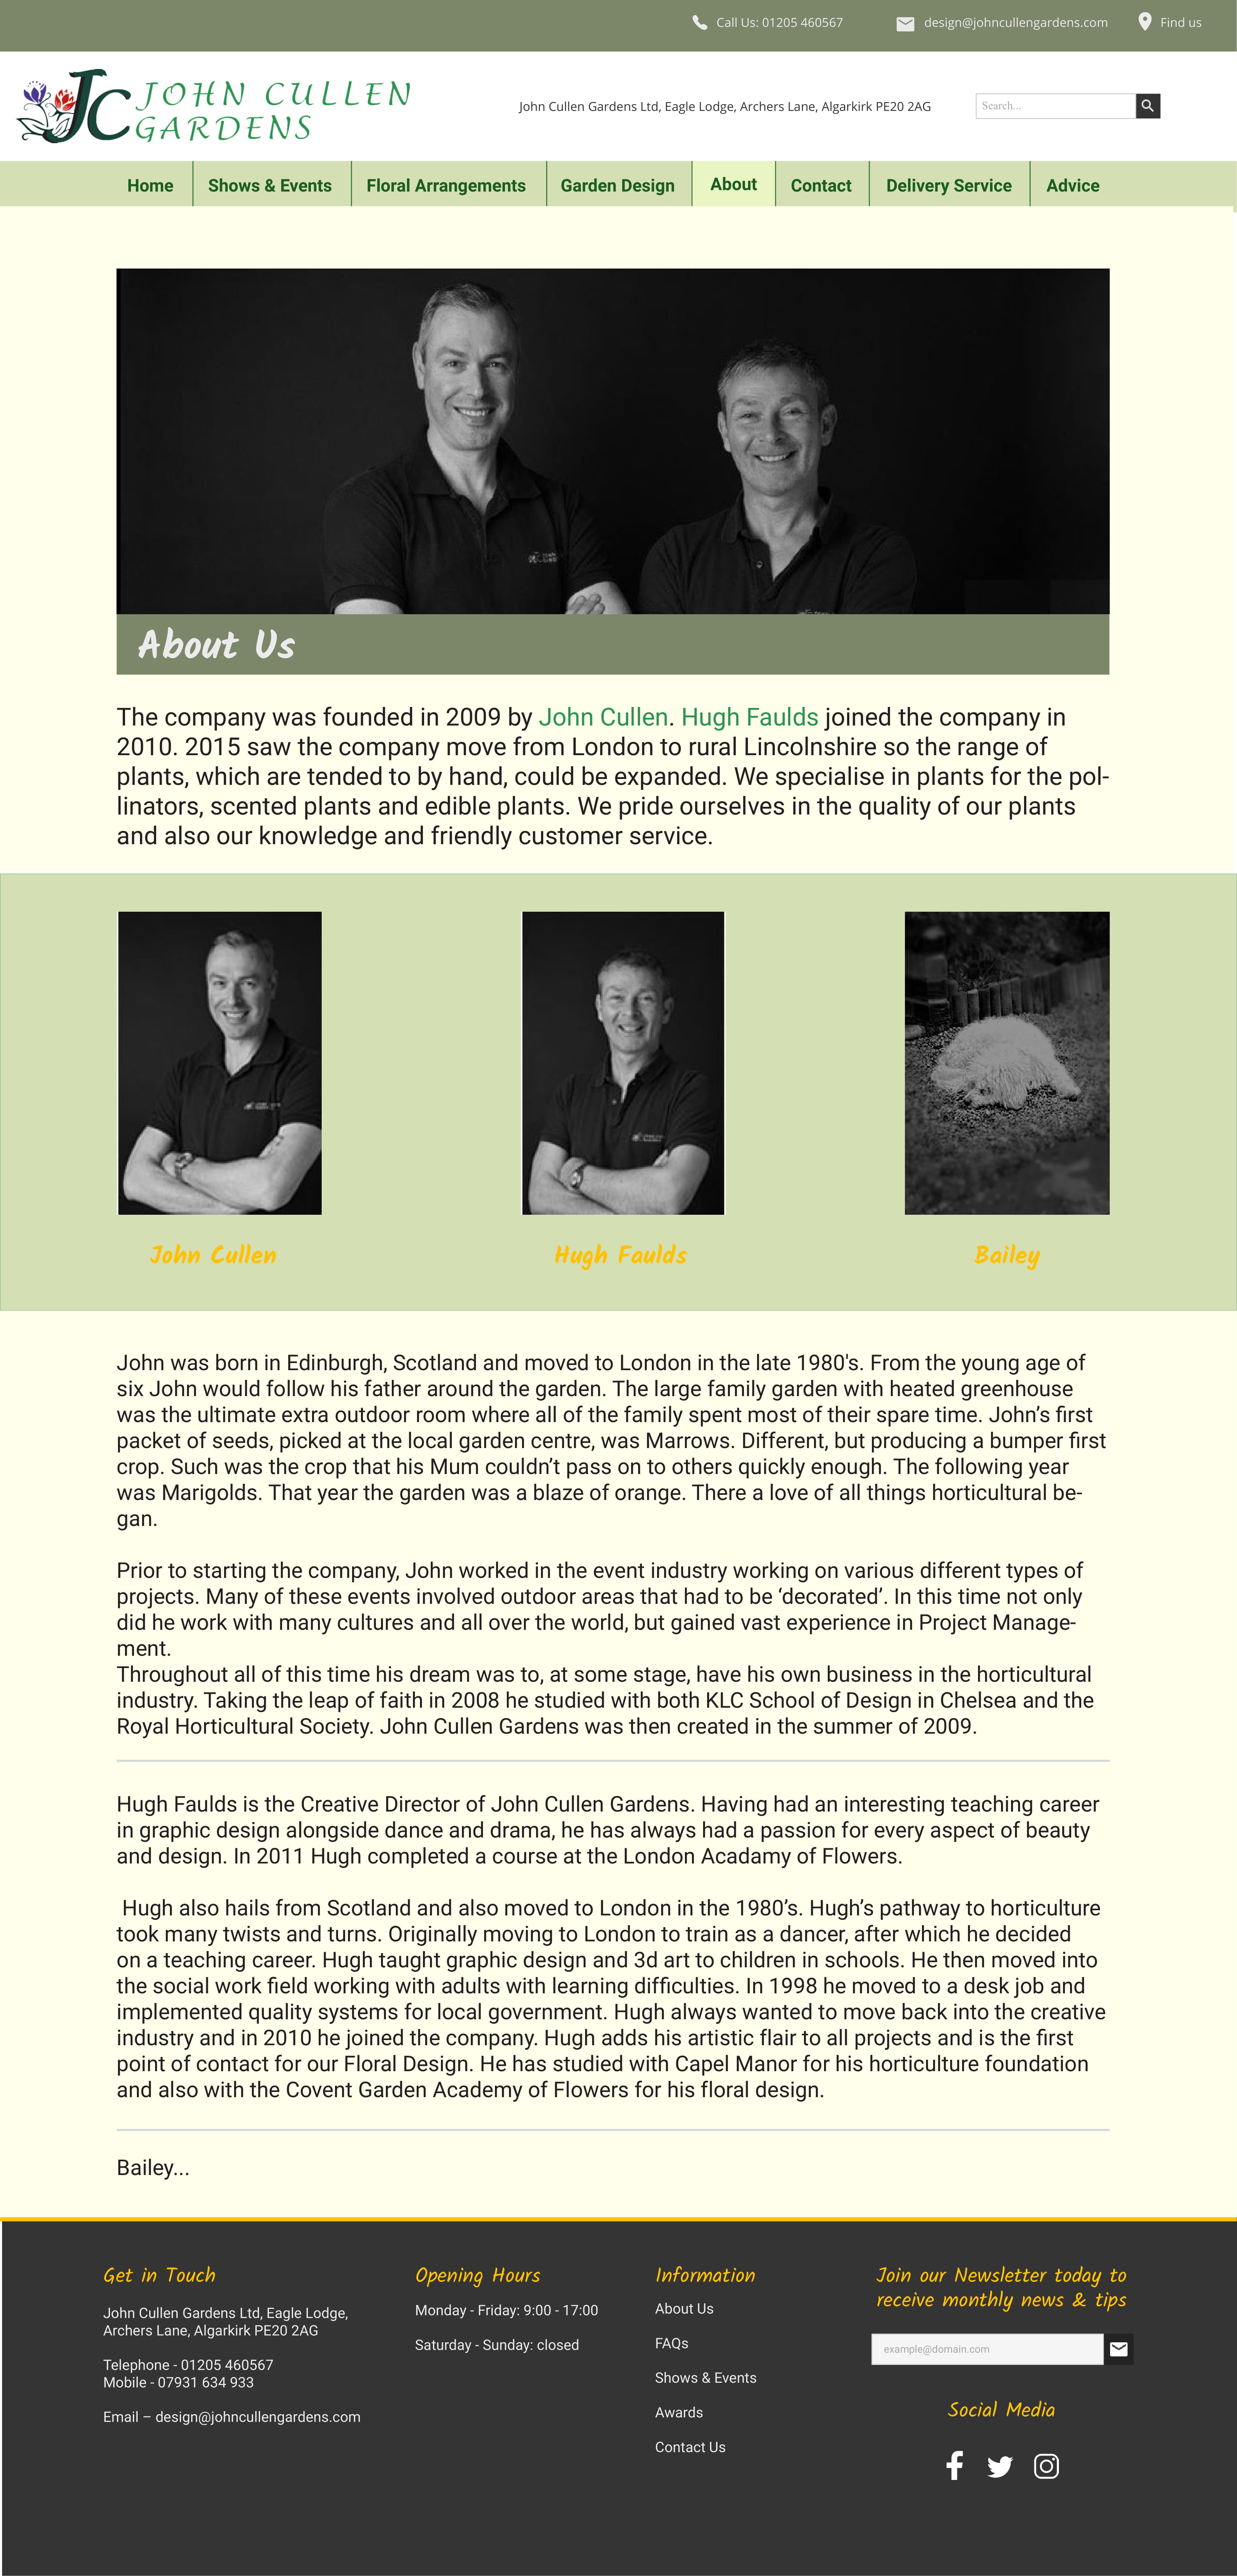 Call Us: 01205 460567
design@johncullengardens.com
Find us
JC JOHN CULLEN
GARDENS
John Cullen Gardens Ltd, Eagle Lodge, Archers Lane, Algarkirk PE20 2AG
Search...
Home
Shows & Events
Floral Arrangements
Garden Design
About
Contact
Delivery Service
Advice
About Us
The company was founded in 2009 by John Cullen. Hugh Faulds joined the company in
2010. 2015 saw the company move from London to rural Lincolnshire so the range of
plants, which are tended to by hand, could be expanded. We specialise in plants for the pol-
linators, scented plants and edible plants. We pride ourselves in the quality of our plants
and also our knowledge and friendly customer service.
John Cullen
Hugh Faulds
Bailey
John was born in Edinburgh, Scotland and moved to London in the late 1980's. From the young age of
six John would follow his father around the garden. The large family garden with heated greenhouse
was the ultimate extra outdoor room where all of the family spent most of their spare time. John’s first
packet of seeds, picked at the local garden centre, was Marrows. Different, but producing a bumper first
crop. Such was the crop that his Mum couldn’t pass on to others quickly enough. The following year
was Marigolds. That year the garden was a blaze of orange. There a love of all things horticultural be-
gan.
Prior to starting the company, John worked in the event industry working on various different types of
projects. Many of these events involved outdoor areas that had to be ‘decorated’. In this time not only
did he work with many cultures and all over the world, but gained vast experience in Project Manage-
ment.
Throughout all of this time his dream was to, at some stage, have his own business in the horticultural
industry. Taking the leap of faith in 2008 he studied with both KLC School of Design in Chelsea and the
Royal Horticultural Society. John Cullen Gardens was then created in the summer of 2009.
Hugh Faulds is the Creative Director of John Cullen Gardens. Having had an interesting teaching career
in graphic design alongside dance and drama, he has always had a passion for every aspect of beauty
and design. In 2011 Hugh completed a course at the London Acadamy of Flowers.
Hugh also hails from Scotland and also moved to London in the 1980’s. Hugh’s pathway to horticulture
took many twists and turns. Originally moving to London to train as a dancer, after which he decided
on a teaching career. Hugh taught graphic design and 3d art to children in schools. He then moved into
the social work field working with adults with learning difficulties. In 1998 he moved to a desk job and
implemented quality systems for local government. Hugh always wanted to move back into the creative
industry and in 2010 he joined the company. Hugh adds his artistic flair to all projects and is the first
point of contact for our Floral Design. He has studied with Capel Manor for his horticulture foundation
and also with the Covent Garden Academy of Flowers for his floral design.
Bailey...
Get in Touch
John Cullen Gardens Ltd, Eagle Lodge,
Archers Lane, Algarkirk PE20 2AG
Telephone - 01205 460567
Mobile - 07931 634 933
Email – design@johncullengardens.com
Opening Hours
Monday - Friday: 9:00 - 17:00
Saturday - Sunday: closed
Information
About Us
FAQs
Shows & Events
Awards
Contact Us
Join our Newsletter today to
receive monthly news & tips
example@domain.com
Social Media